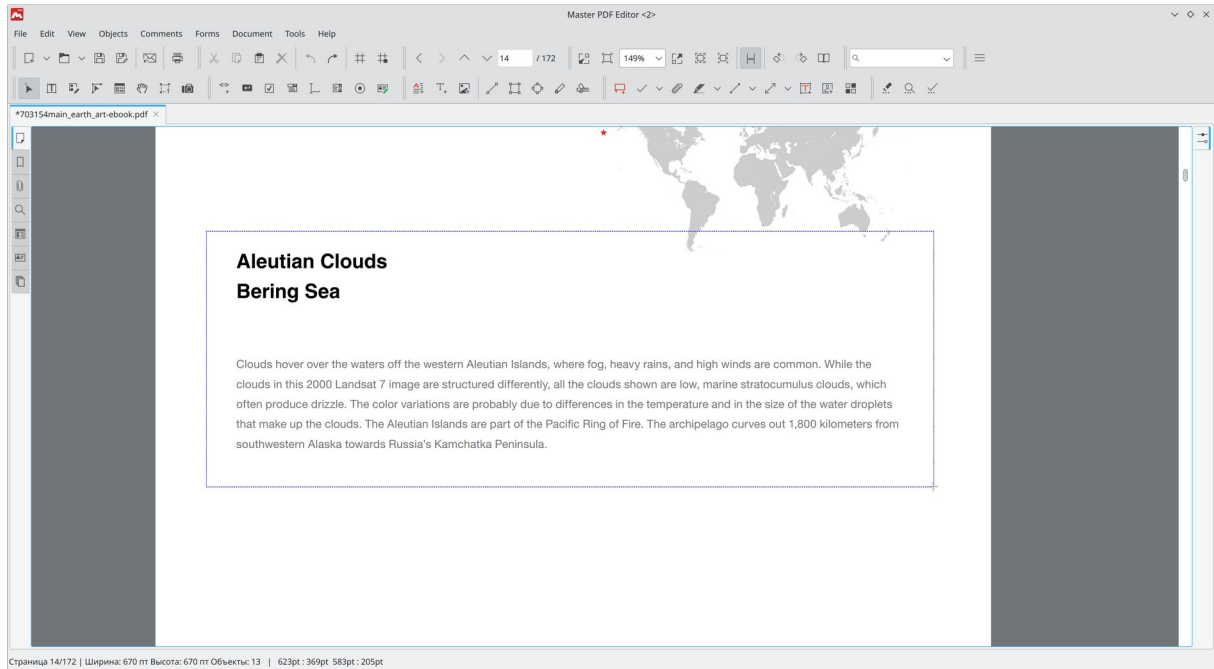 Master PDF Editor <2>
File Edit View Objects Comments Forms Document Tools Help
14 / 172 149%
*703154main_earth_art-ebook.pdf
Aleutian Clouds
Bering Sea
Clouds hover over the waters off the western Aleutian Islands, where fog, heavy rains, and high winds are common. While the
clouds in this 2000 Landsat 7 image are structured differently, all the clouds shown are low, marine stratocumulus clouds, which
often produce drizzle. The color variations are probably due to differences in the temperature and in the size of the water droplets
that make up the clouds. The Aleutian Islands are part of the Pacific Ring of Fire. The archipelago curves out 1,800 kilometers from
southwestern Alaska towards Russia's Kamchatka Peninsula.
Страница 14/172 | Ширина: 670 пт Высота: 670 пт Объекты: 13 | 623pt : 369pt 583pt : 205pt